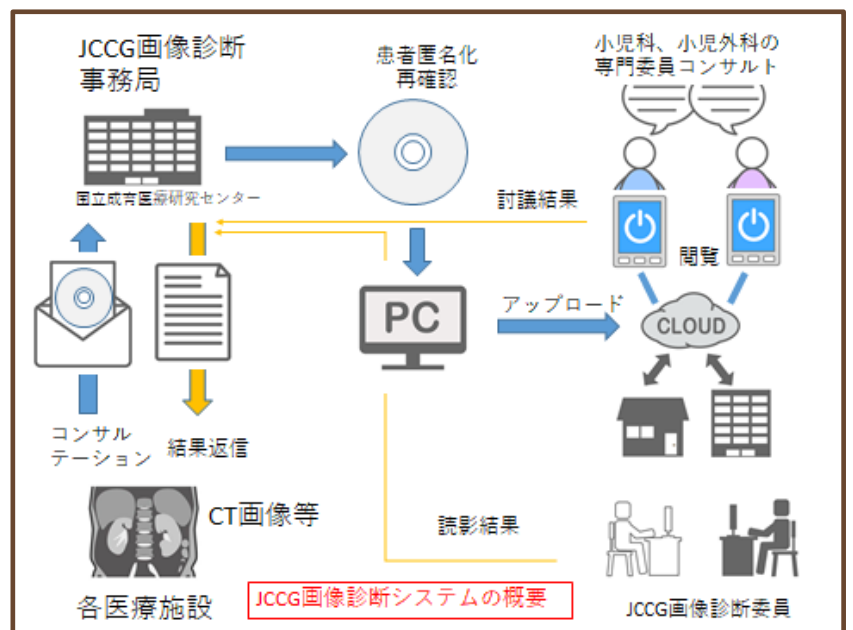 JCCG画像診断
事務局
国立成育医療研究センター
患者匿名化
再確認
小児科、小児外科の
専門委員コンサルト
討議結果
閲覧
PC
アップロード
CLOUD
コンサル
テーション
結果返信
CT画像等
読影結果
各医療施設
JCCG画像診断システムの概要
JCCG画像診断委員